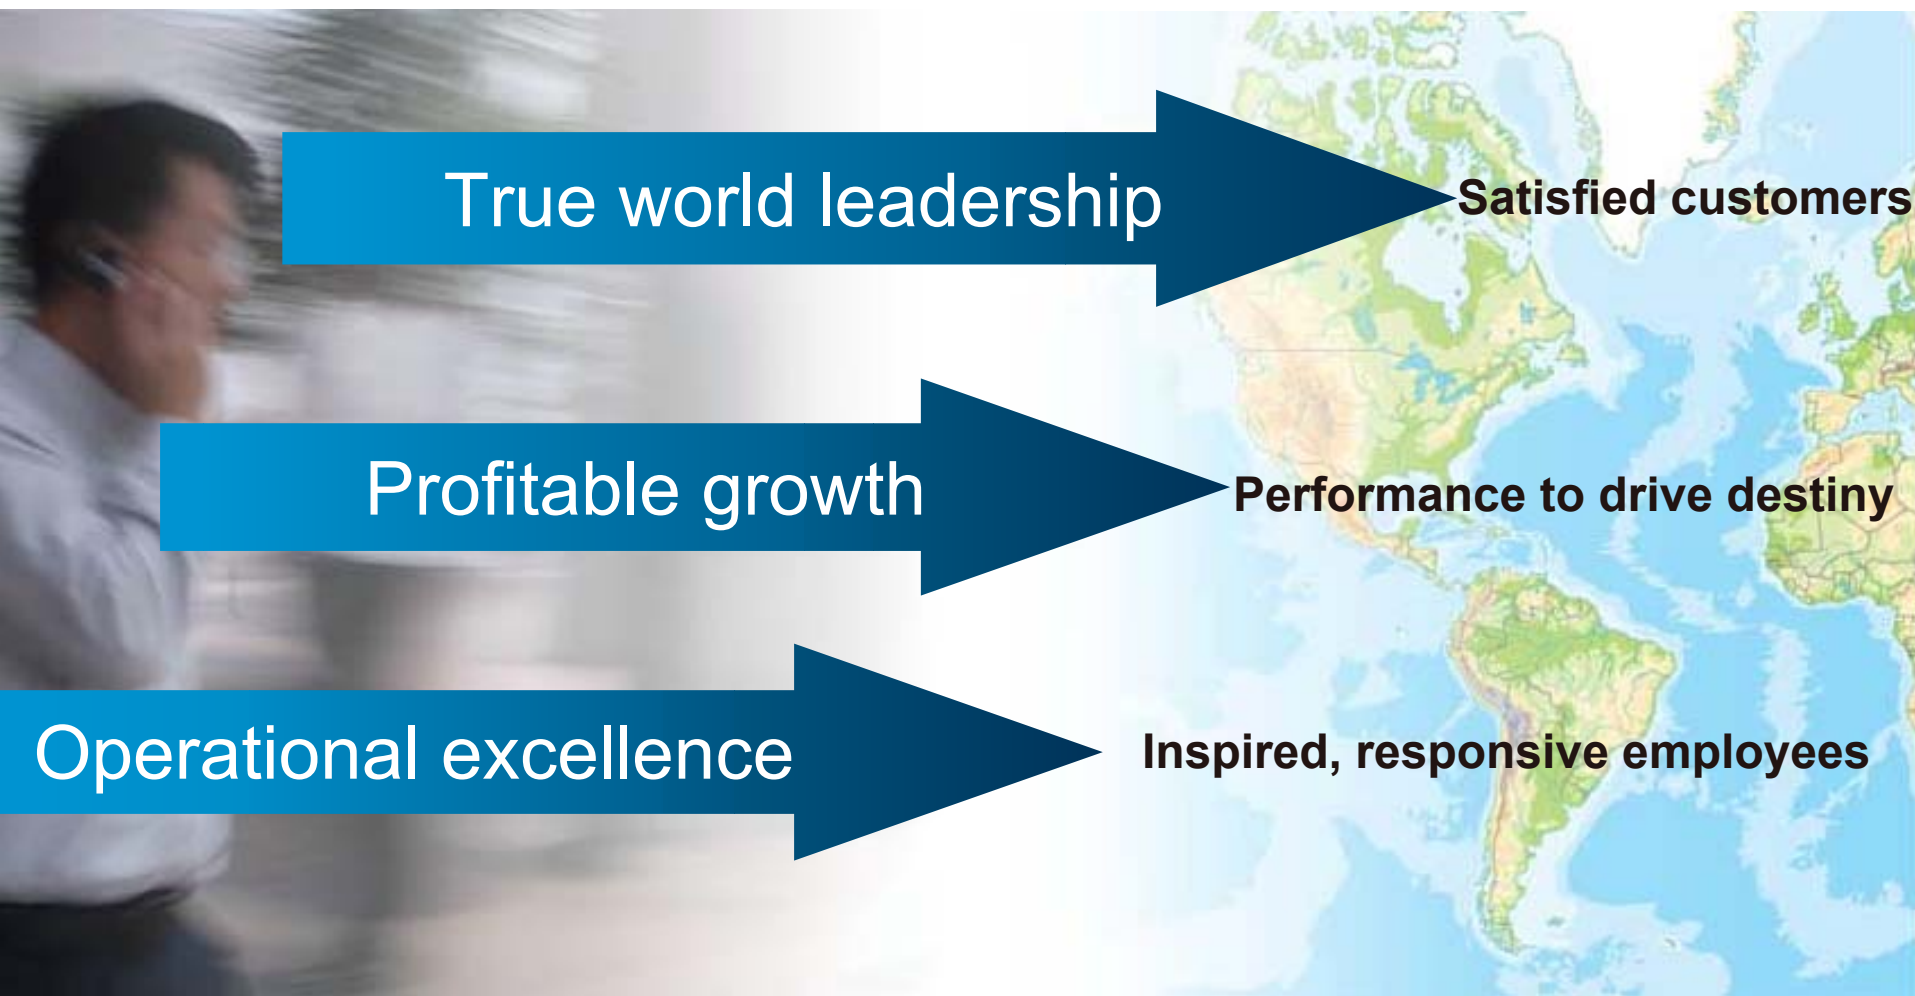 True world leadership
Satisfied customers
Profitable growth
Performance to drive destiny
Operational excellence
Inspired, responsive employees